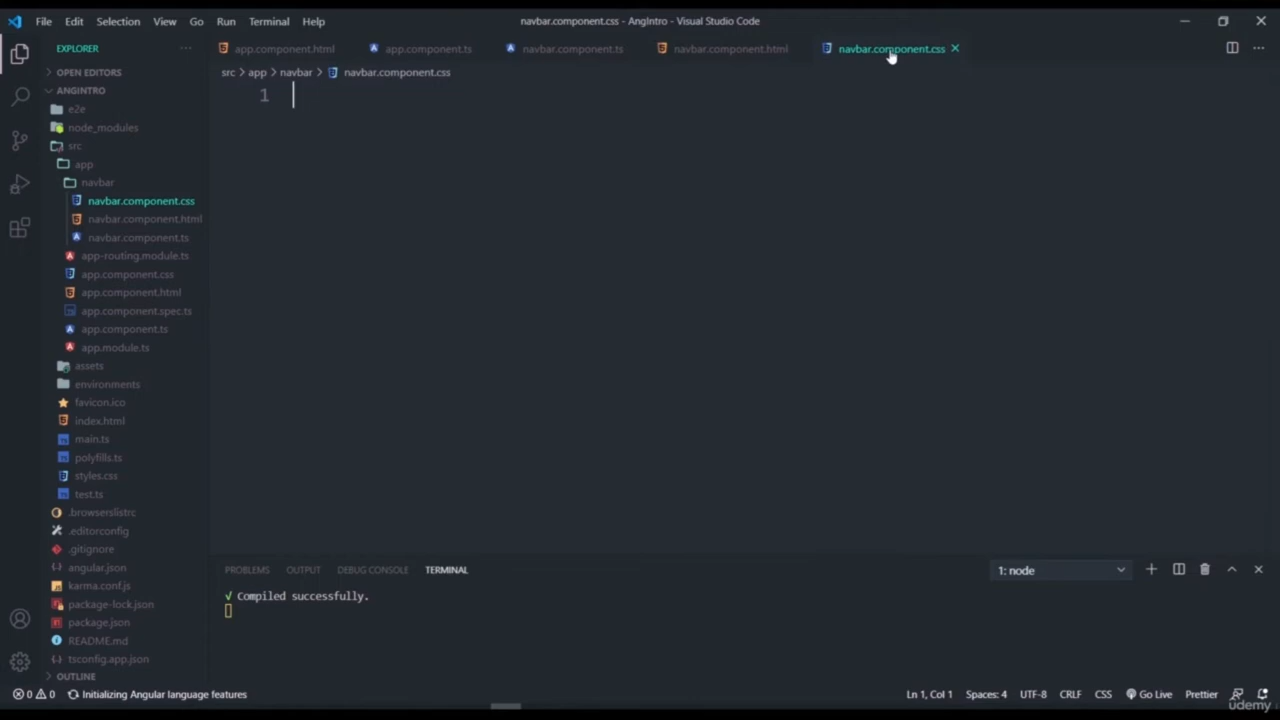 File Edit Selection View Go Run Terminal Help
navbar.component.css - AngIntro - Visual Studio Code
EXPLORER
app.component.html
app.component.ts
navbar.component.ts
navbar.component.html
navbar.component.css
OPEN EDITORS
src > app > navbar > navbar.component.css
ANGINTRO
1
e2e
node_modules
src
app
navbar
navbar.component.css
navbar.component.html
navbar.component.ts
app-routing.module.ts
app.component.css
app.component.html
app.component.spec.ts
app.component.ts
app.module.ts
assets
environments
favicon.ico
index.html
main.ts
polyfills.ts
styles.css
test.ts
.browserslistrc
.editorconfig
.gitignore
angular.json
karma.conf.js
package-lock.json
package.json
README.md
tsconfig.app.json
OUTLINE
PROBLEMS OUTPUT DEBUG CONSOLE TERMINAL
1: node
√ Compiled successfully.
0 0 Initializing Angular language features
Ln 1, Col 1 Spaces: 4 UTF-8 CRLF CSS Go Live Prettier
udemy